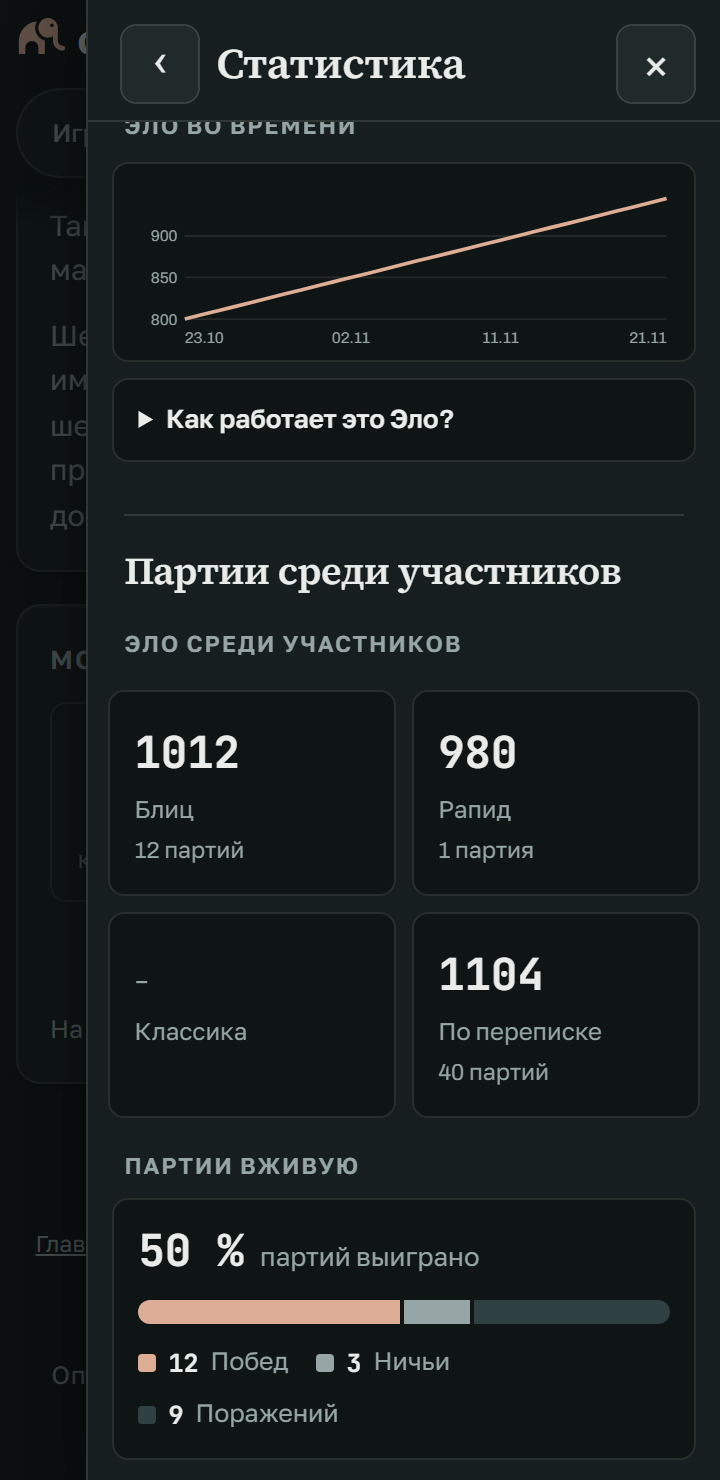 Статистика
ЭЛО ВО ВРЕМЕНИ
900
850
800
23.10 02.11 11.11 21.11
Как работает это Эло?
Партии среди участников
ЭЛО СРЕДИ УЧАСТНИКОВ
1012 980
Блиц Рапид
12 партий 1 партия
– 1104
Классика По переписке
40 партий
ПАРТИИ ВЖИВУЮ
50 % партий выиграно
12 Побед 3 Ничьи
9 Поражений